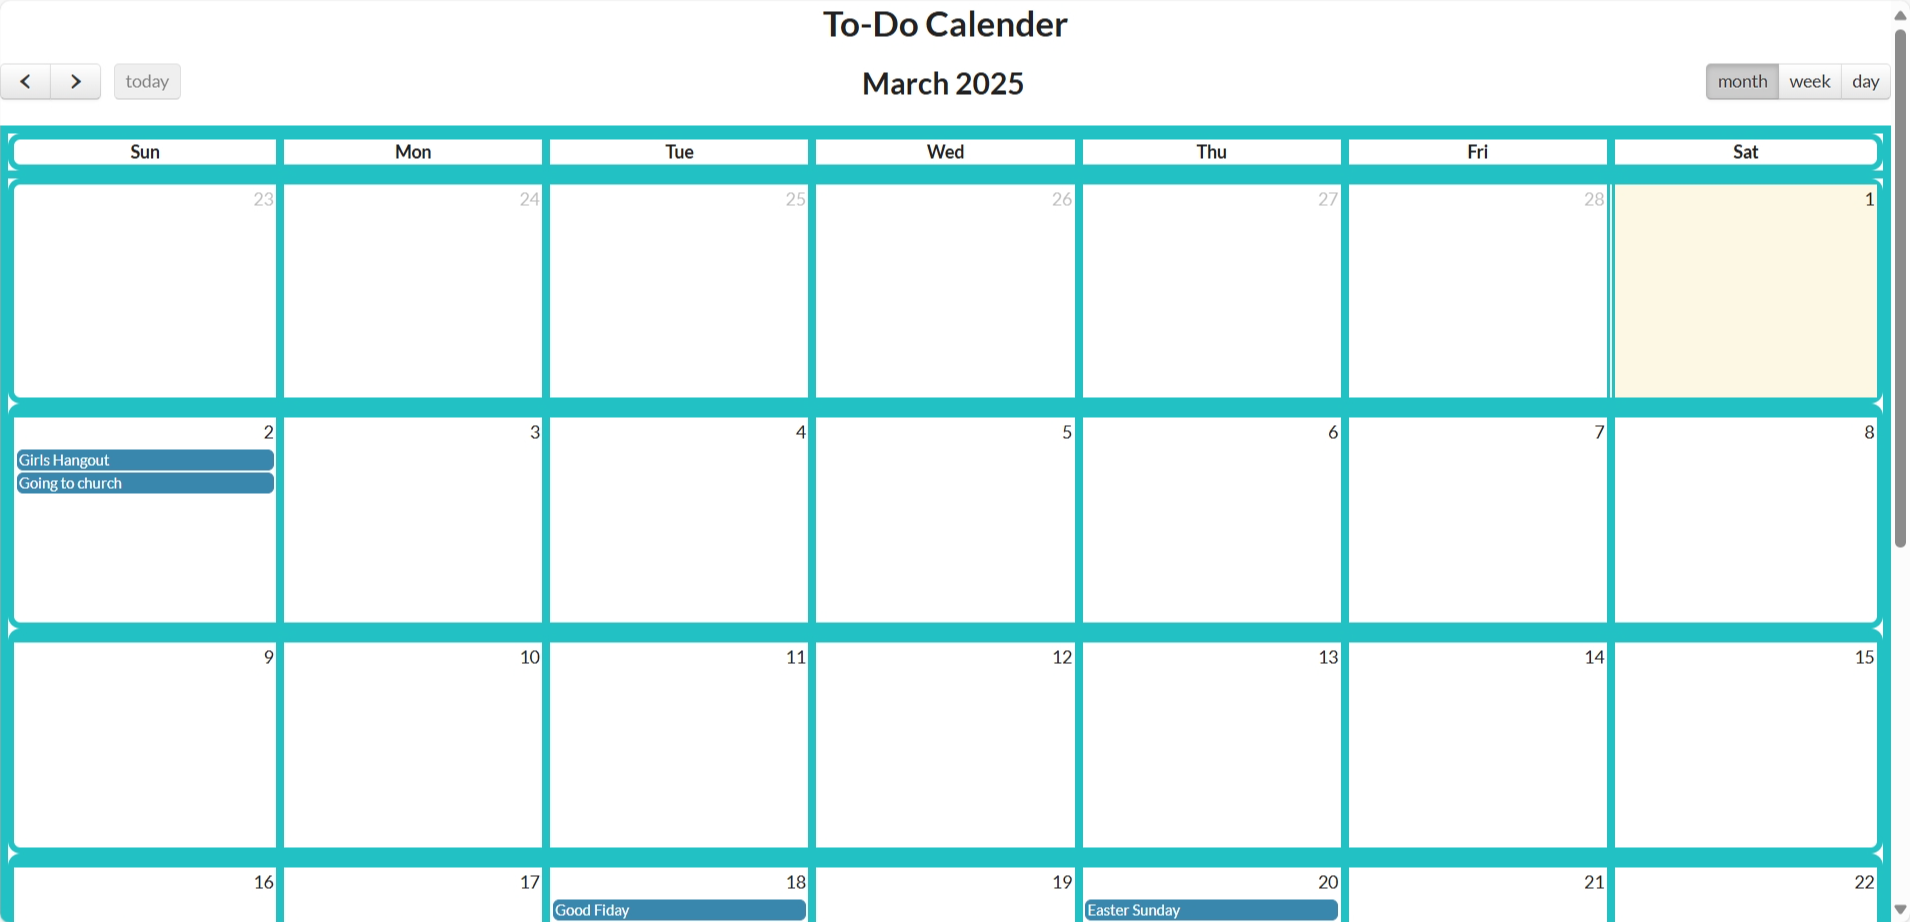 To-Do Calender
today
March 2025
month week day
Sun Mon Tue Wed Thu Fri Sat
23 24 25 26 27 28 1
2 3 4 5 6 7 8
Girls Hangout
Going to church
9 10 11 12 13 14 15
16 17 18 19 20 21 22
Good Fiday Easter Sunday